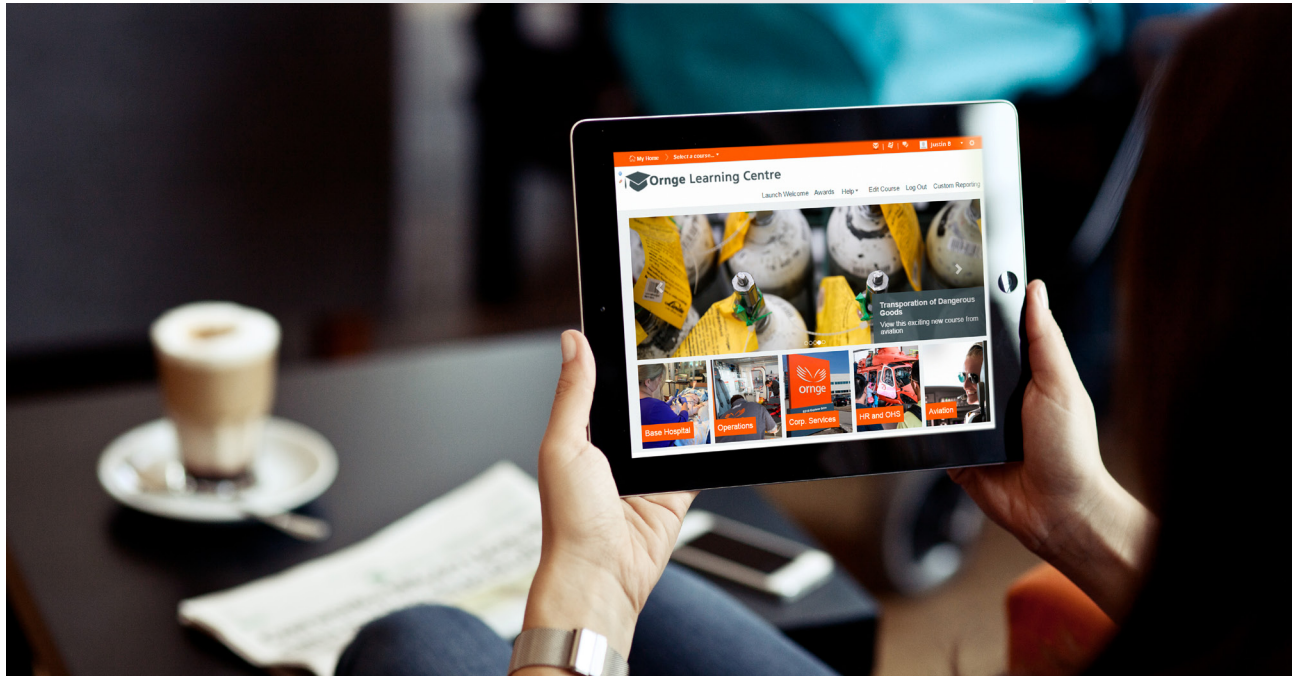 My Home > Select a course...
Justin B
Ornge Learning Centre
Launch Welcome Awards Help Edit Course Log Out Custom Reporting
Transporation of Dangerous
Goods
View this exciting new course from
aviation
ornge
Base Hospital
Operations
Corp. Services
HR and OHS
Aviation